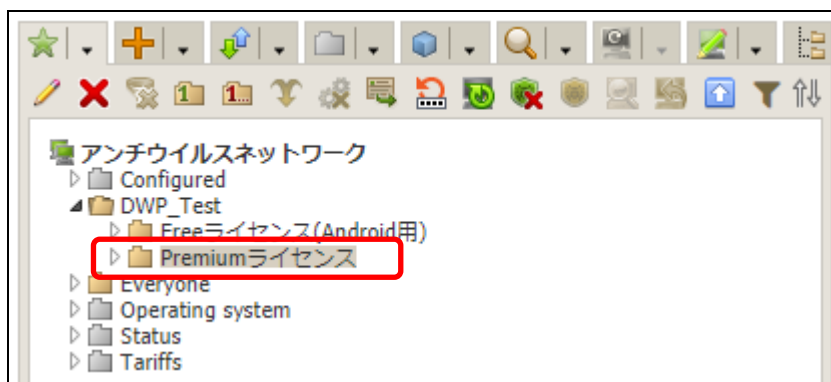 アンチウイルスネットワーク
Configured
DWP_Test
Freeライセンス(Android用)
Premiumライセンス
Everyone
Operating system
Status
Tariffs